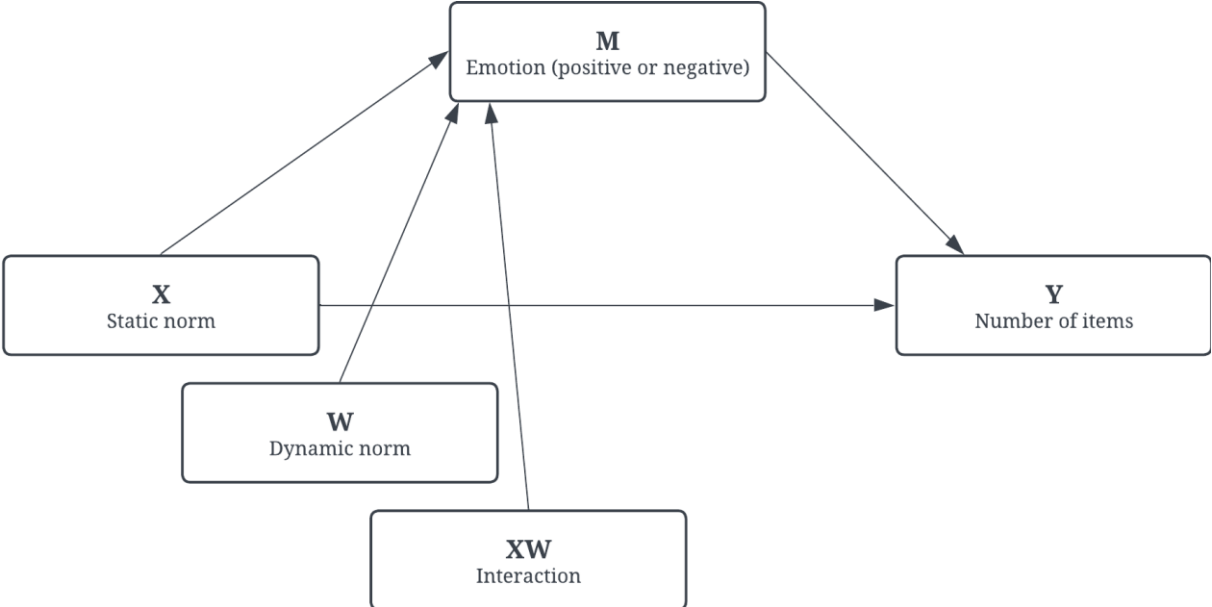 M
Emotion (positive or negative)
X
Static norm
Y
Number of items
W
Dynamic norm
XW
Interaction